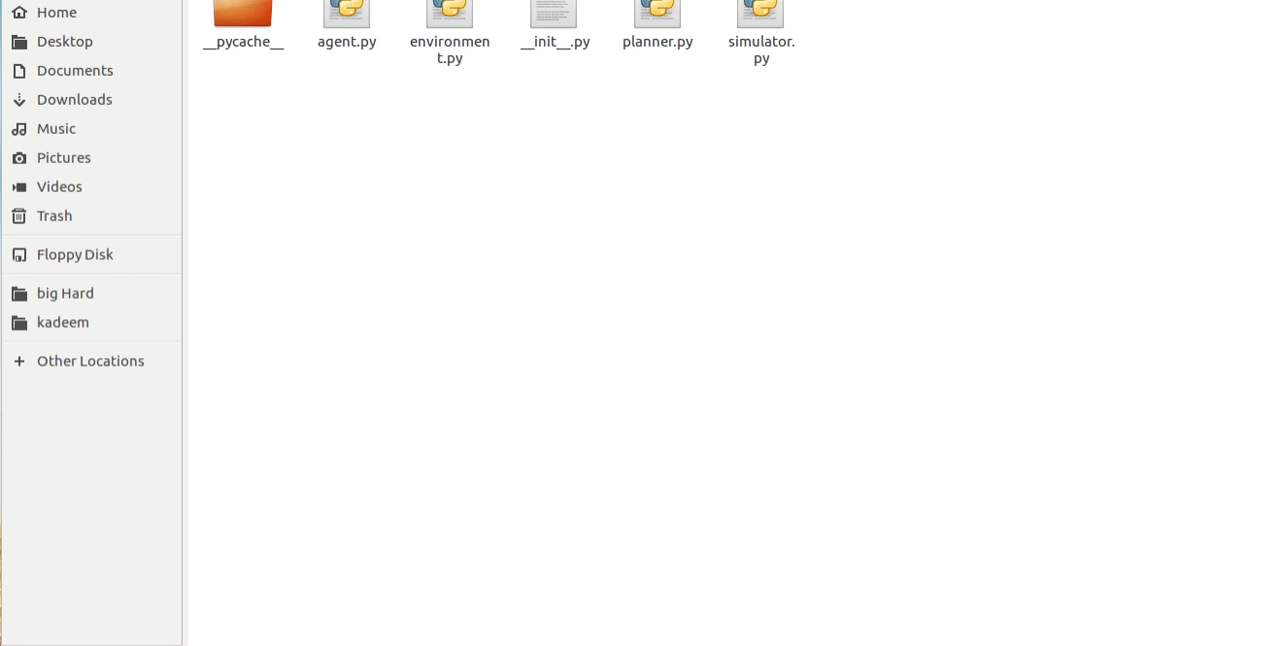 Home
Desktop
Documents
Downloads
Music
Pictures
Videos
Trash
Floppy Disk
big Hard
kadeem
Other Locations
__pycache__
agent.py
environmen
t.py
__init__.py
planner.py
simulator.
py